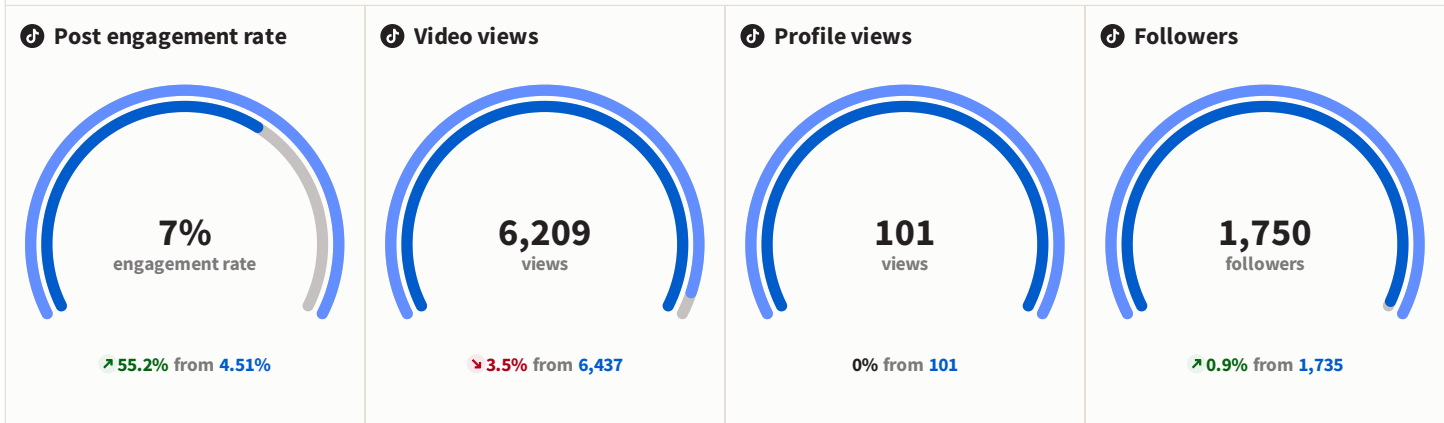 Post engagement rate
7%
engagement rate
55.2% from 4.51%
Video views
6,209
views
3.5% from 6,437
Profile views
101
views
0% from 101
Followers
1,750
followers
0.9% from 1,735